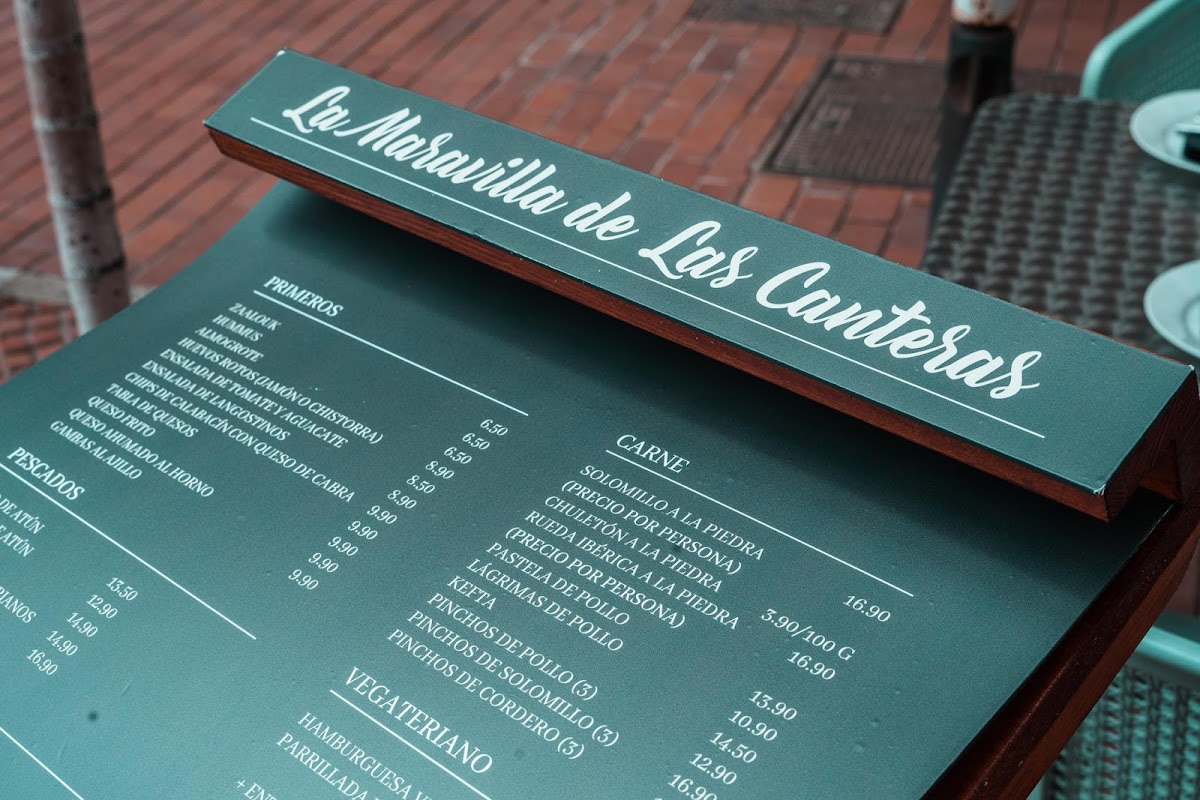 La Maravilla de Las Canteras
PRIMEROS
ZAALOUK 6.50
HUMMUS 6.50
ALMOGROTE 6.50
HUEVOS ROTOS (JAMÓN O CHISTORRA) 8.90
ENSALADA DE TOMATE Y AGUACATE 8.50
ENSALADA DE LANGOSTINOS 8.90
CHIPS DE CALABACÍN CON QUESO DE CABRA 9.90
TABLA DE QUESOS 9.90
QUESO FRITO 9.90
QUESO AHUMADO AL HORNO 9.90
GAMBAS AL AJILLO 9.90
PESCADOS
DE ATÚN 13.50
E ATÚN 12.90
14.90
IANOS 14.90
16.90
CARNE
SOLOMILLO A LA PIEDRA 16.90
(PRECIO POR PERSONA)
CHULETÓN A LA PIEDRA 3.90/100 G
RUEDA IBÉRICA A LA PIEDRA 16.90
(PRECIO POR PERSONA)
PASTELA DE POLLO 13.90
LÁGRIMAS DE POLLO 10.90
KEFTA 14.50
PINCHOS DE POLLO (3) 12.90
PINCHOS DE SOLOMILLO (3) 16.90
PINCHOS DE CORDERO (3)
VEGATERIANO
HAMBURGUESA V
PARRILLADA
+ EN